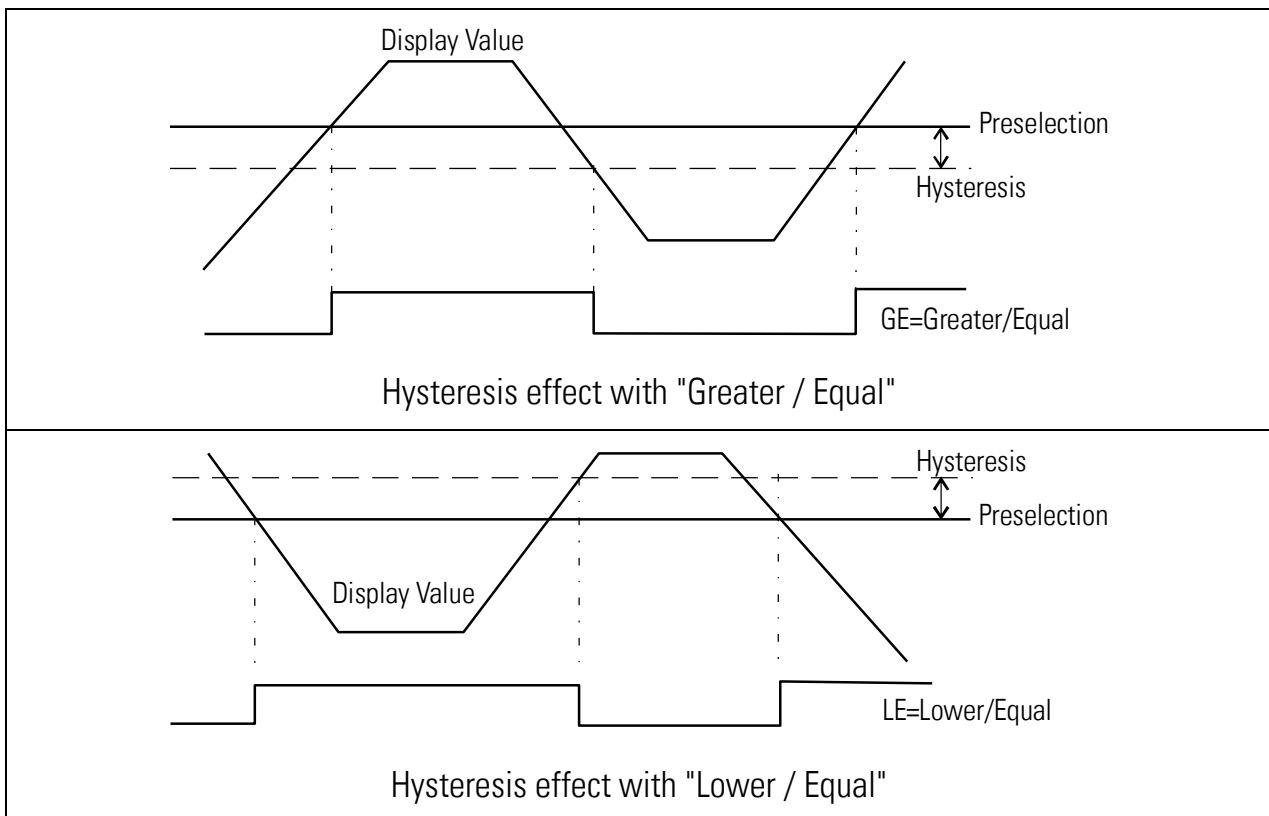 Display Value
Preselection
Hysteresis
GE=Greater/Equal
Hysteresis effect with "Greater / Equal"
Hysteresis
Preselection
Display Value
LE=Lower/Equal
Hysteresis effect with "Lower / Equal"